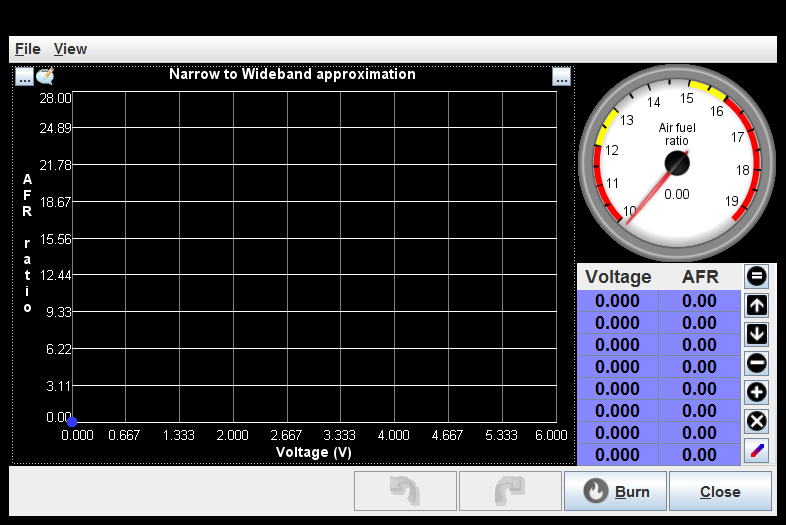 File View
... Narrow to Wideband approximation ...
28.00
24.89
21.78
18.67
15.56
12.44
9.33
6.22
3.11
0.00
AFR ratio
0.000 0.667 1.333 2.000 2.667 3.333 4.000 4.667 5.333 6.000
Voltage (V)
10 11 12 13 14 15 16 17 18 19
Air fuel
ratio
0.00
Voltage AFR
0.000 0.00
0.000 0.00
0.000 0.00
0.000 0.00
0.000 0.00
0.000 0.00
0.000 0.00
0.000 0.00
Burn Close